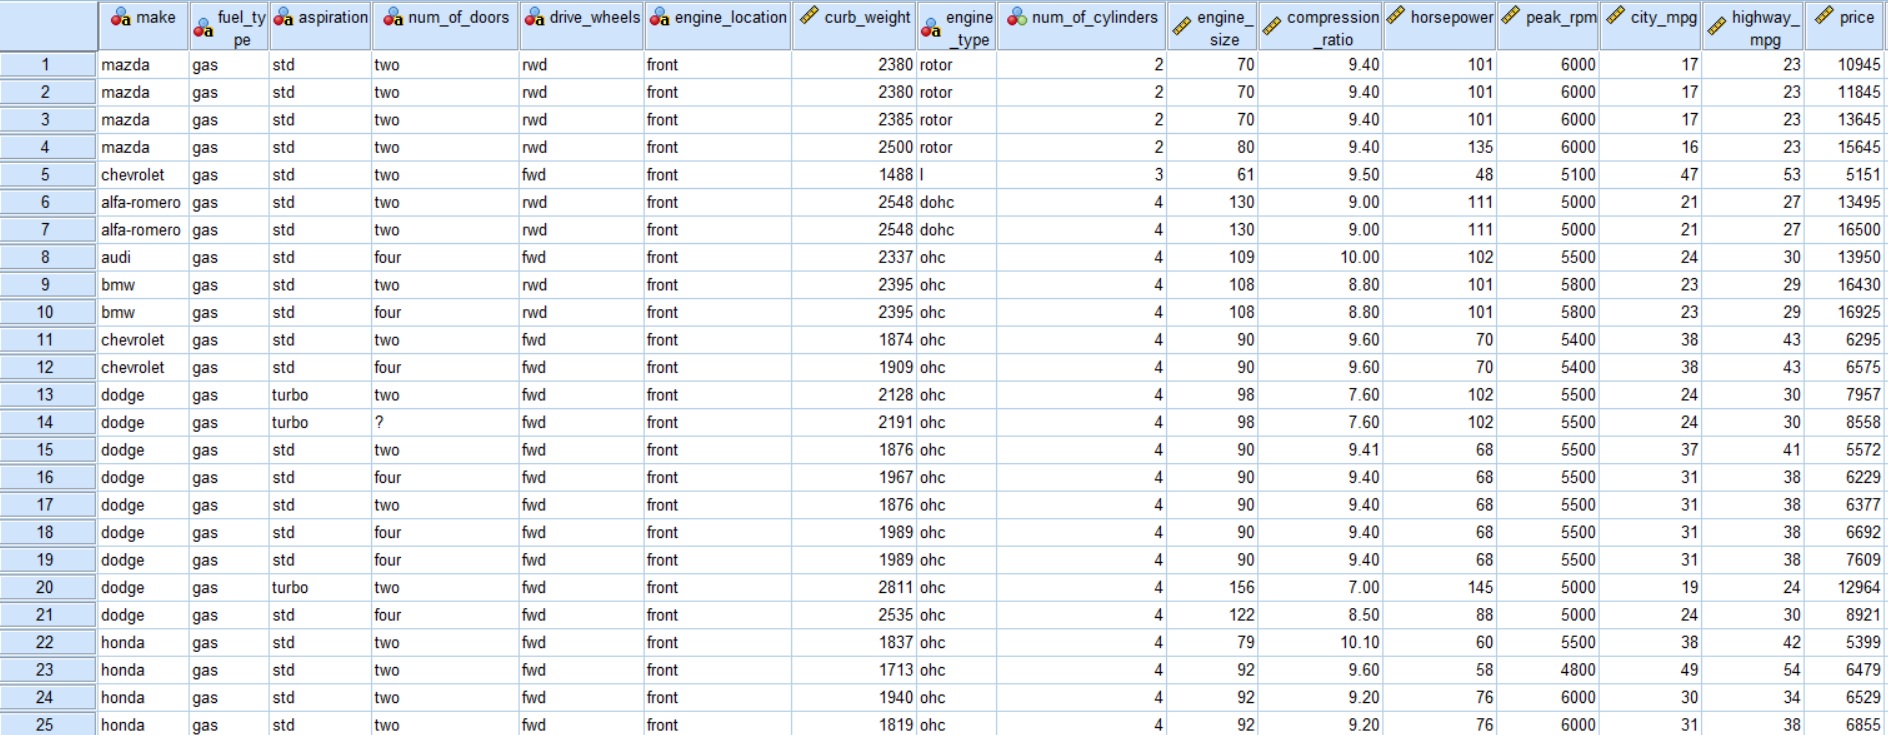 make fuel_type aspiration num_of_doors drive_wheels engine_location curb_weight engine_type num_of_cylinders engine_size compression_ratio horsepower peak_rpm city_mpg highway_mpg price
1 mazda gas std two rwd front 2380 rotor 2 70 9.40 101 6000 17 23 10945
2 mazda gas std two rwd front 2380 rotor 2 70 9.40 101 6000 17 23 11845
3 mazda gas std two rwd front 2385 rotor 2 70 9.40 101 6000 17 23 13645
4 mazda gas std two rwd front 2500 rotor 2 80 9.40 135 6000 16 23 15645
5 chevrolet gas std two fwd front 1488 l 3 61 9.50 48 5100 47 53 5151
6 alfa-romero gas std two rwd front 2548 dohc 4 130 9.00 111 5000 21 27 13495
7 alfa-romero gas std two rwd front 2548 dohc 4 130 9.00 111 5000 21 27 16500
8 audi gas std four fwd front 2337 ohc 4 109 10.00 102 5500 24 30 13950
9 bmw gas std two rwd front 2395 ohc 4 108 8.80 101 5800 23 29 16430
10 bmw gas std four rwd front 2395 ohc 4 108 8.80 101 5800 23 29 16925
11 chevrolet gas std two fwd front 1874 ohc 4 90 9.60 70 5400 38 43 6295
12 chevrolet gas std four fwd front 1909 ohc 4 90 9.60 70 5400 38 43 6575
13 dodge gas turbo two fwd front 2128 ohc 4 98 7.60 102 5500 24 30 7957
14 dodge gas turbo ? fwd front 2191 ohc 4 98 7.60 102 5500 24 30 8558
15 dodge gas std two fwd front 1876 ohc 4 90 9.41 68 5500 37 41 5572
16 dodge gas std four fwd front 1967 ohc 4 90 9.40 68 5500 31 38 6229
17 dodge gas std two fwd front 1876 ohc 4 90 9.40 68 5500 31 38 6377
18 dodge gas std four fwd front 1989 ohc 4 90 9.40 68 5500 31 38 6692
19 dodge gas std four fwd front 1989 ohc 4 90 9.40 68 5500 31 38 7609
20 dodge gas turbo two fwd front 2811 ohc 4 156 7.00 145 5000 19 24 12964
21 dodge gas std four fwd front 2535 ohc 4 122 8.50 88 5000 24 30 8921
22 honda gas std two fwd front 1837 ohc 4 79 10.10 60 5500 38 42 5399
23 honda gas std two fwd front 1713 ohc 4 92 9.60 58 4800 49 54 6479
24 honda gas std two fwd front 1940 ohc 4 92 9.20 76 6000 30 34 6529
25 honda gas std two fwd front 1819 ohc 4 92 9.20 76 6000 31 38 6855